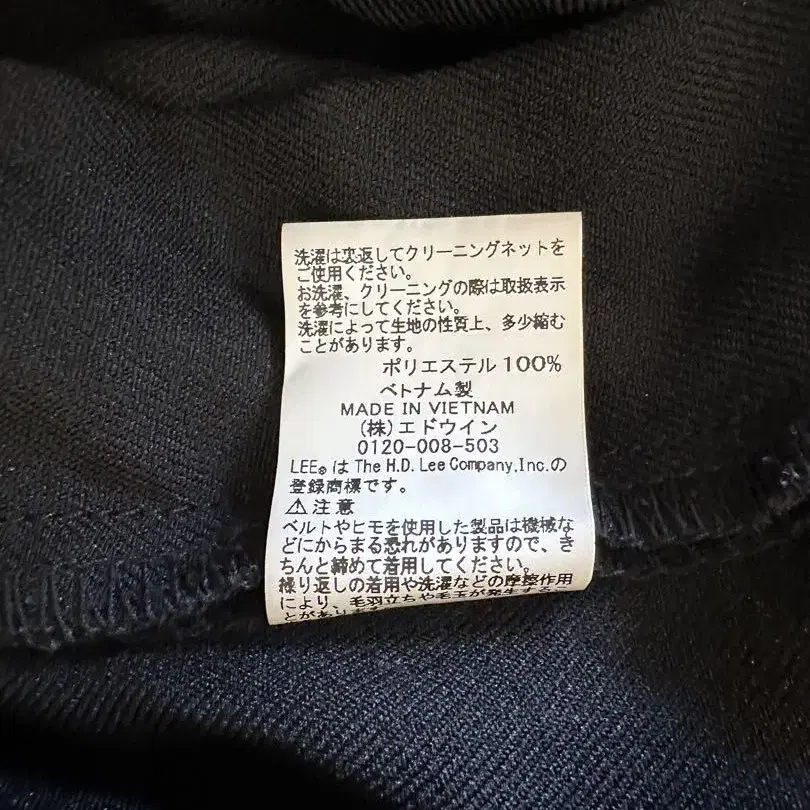 洗濯は裏返してクリーニングネットを
ご使用ください。
お洗濯、クリーニングの際は取扱表示
を参考にしてください。
洗濯によって生地の性質上、多少縮む
ことがあります。
ポリエステル 100%
ベトナム製
MADE IN VIETNAM
(株)エドウイン
0120-008-503
LEE® は The H.D. Lee Company,Inc.の
登録商標です。
⚠注意
ベルトやヒモを使用した製品は機械な
どにからまる恐れがありますので、き
ちんと締めて着用してください。
繰り返しの着用や洗濯などの摩擦作用
により、毛羽立ちや毛玉が発生するこ
とがあります